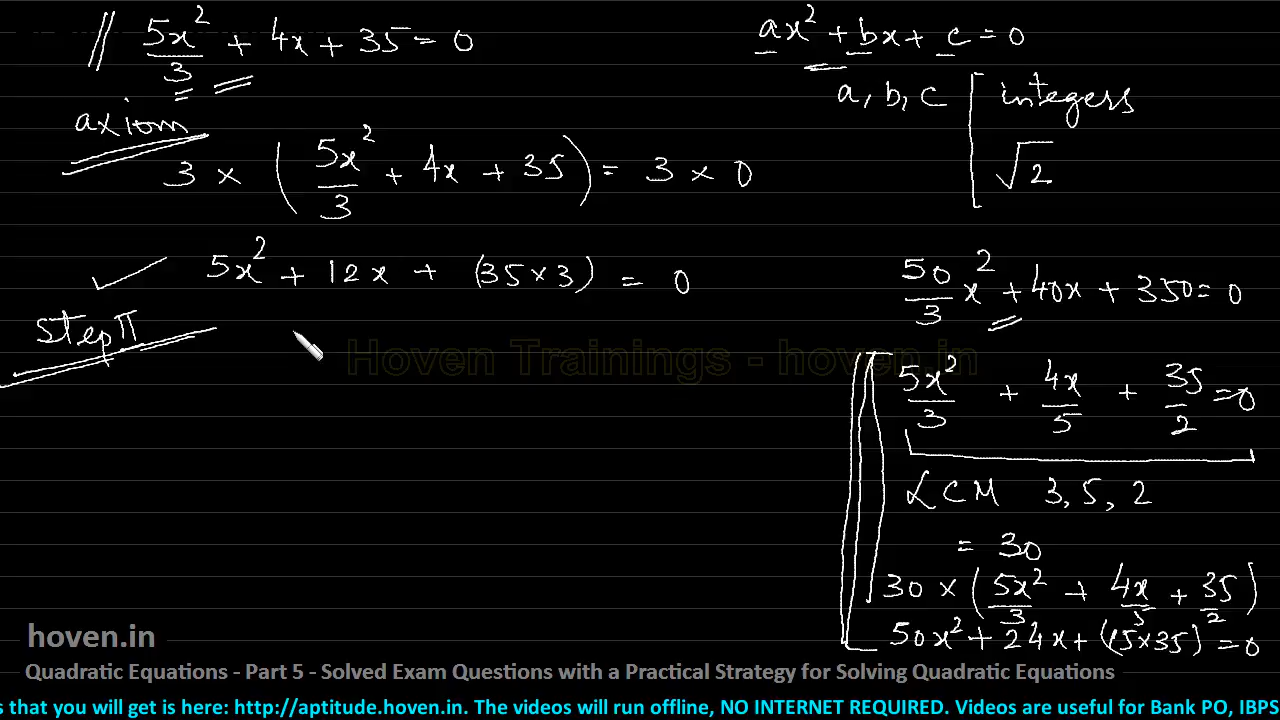 // 5x²/3 + 4x + 35 = 0
axiom
3 × (5x²/3 + 4x + 35) = 3 × 0
5x² + 12x + (35×3) = 0
Step II
ax² + bx + c = 0
a, b, c
integers
√2
50/3 x² + 40x + 350 = 0
5x²/3 + 4x/5 + 35/2 = 0
LCM 3, 5, 2
= 30
30 × (5x²/3 + 4x/5 + 35/2)
50x² + 24x + (15×35) = 0
Hoven Trainings - hoven.in
hoven.in
Quadratic Equations - Part 5 - Solved Exam Questions with a Practical Strategy for Solving Quadratic Equations
s that you will get is here: http://aptitude.hoven.in. The videos will run offline, NO INTERNET REQUIRED. Videos are useful for Bank PO, IBPS